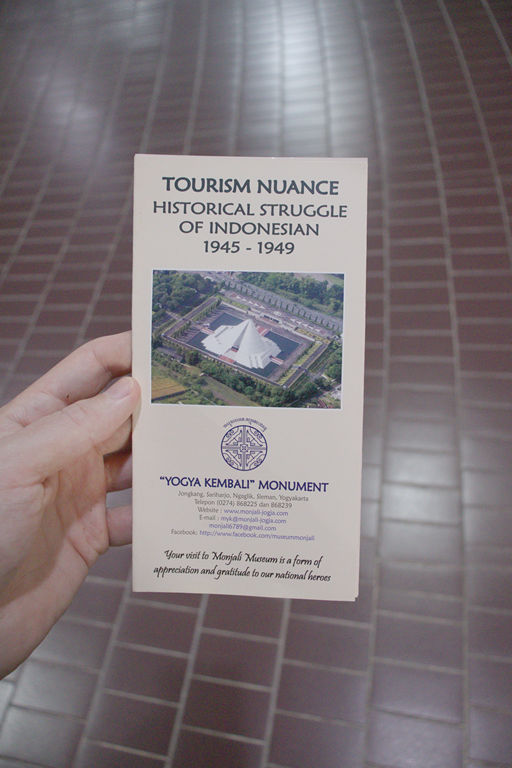 TOURISM NUANCE
HISTORICAL STRUGGLE
OF INDONESIAN
1945 - 1949
"YOGYA KEMBALI" MONUMENT
Jongkang, Sariharjo, Ngaglik, Sleman, Yogyakarta
Telepon (0274) 868225 dan 868239
Website : www.monjali-jogja.com
E-mail : myk@monjali-jogja.com
monjali6789@gmail.com
Facebook: http://www.facebook.com/museummonjali
Your visit to Monjali Museum is a form of
appreciation and gratitude to our national heroes